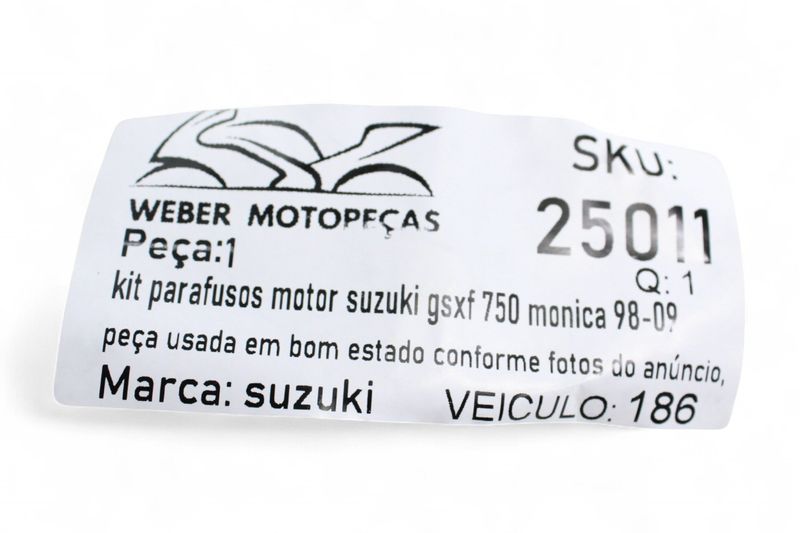 WEBER MOTOPEÇAS
SKU:
25011
Peça:1
Q: 1
kit parafusos motor suzuki gsxf 750 monica 98-09
peça usada em bom estado conforme fotos do anúncio,
Marca: suzuki
VEICULO: 186